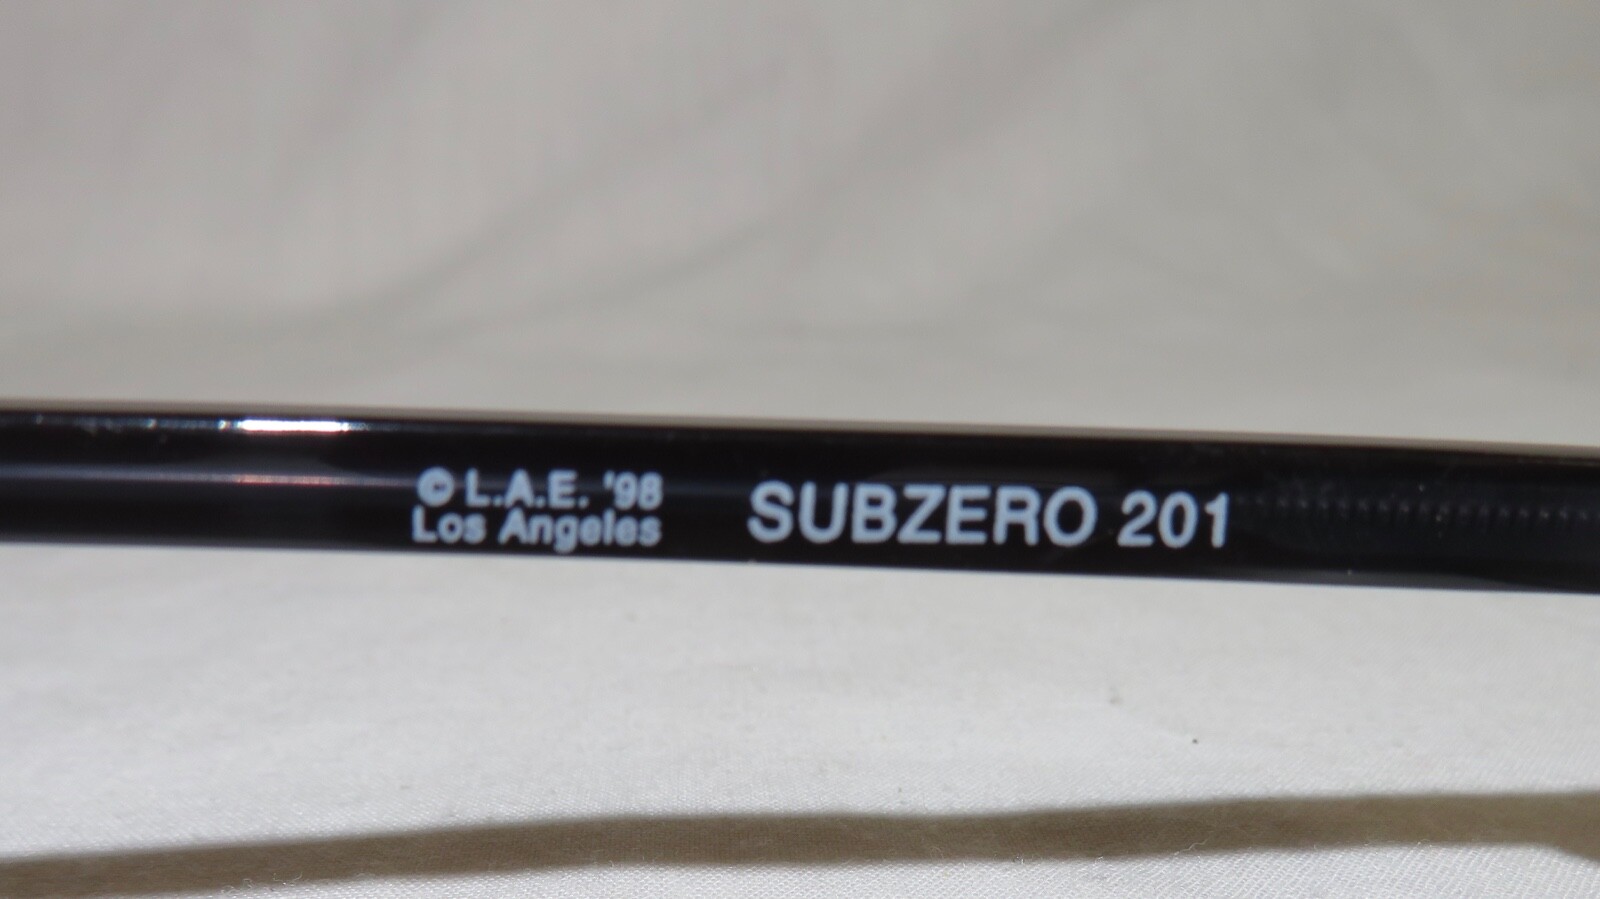 © L.A.E. '98
Los Angeles
SUBZERO 201